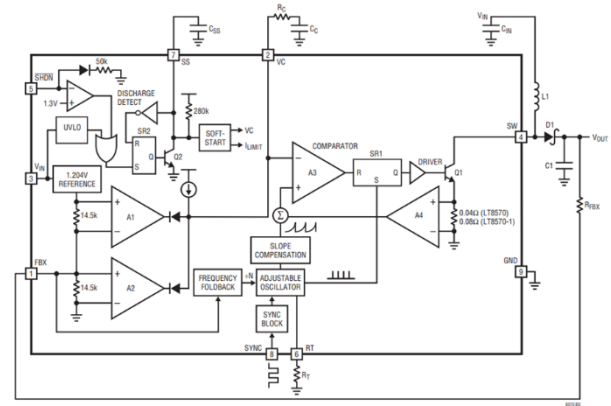 RC
CSS
CC
VIN
CIN
7
SS
2
VC
L1
SHDN
50k
5
1.3V
DISCHARGE
DETECT
280k
UVLO
SR2
R
S
Q
Q2
SOFT-
START
VC
ILIMIT
COMPARATOR
A3
SR1
R
Q
S
DRIVER
Q1
SW
4
D1
VOUT
C1
VIN
3
1.204V
REFERENCE
14.5k
A1
Σ
A4
0.04Ω (LT8570)
0.08Ω (LT8570-1)
RFBX
SLOPE
COMPENSATION
FBX
1
14.5k
A2
FREQUENCY
FOLDBACK
÷N
ADJUSTABLE
OSCILLATOR
GND
9
SYNC
BLOCK
SYNC
8
6
RT
RT